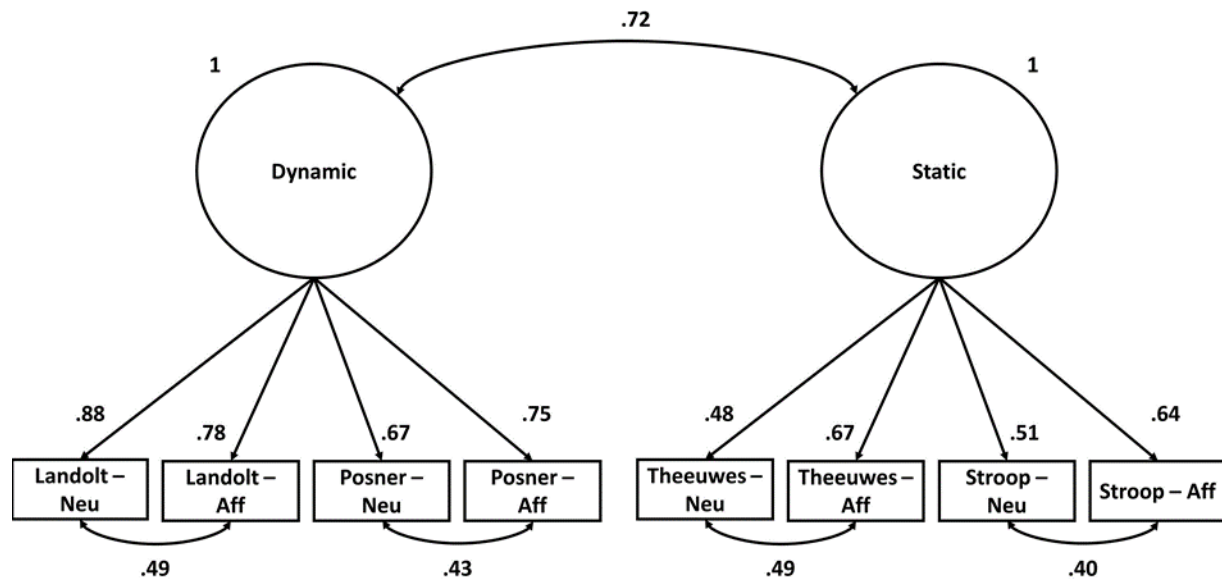 .72
1
1
Dynamic
Static
.88
.78
.67
.75
.48
.67
.51
.64
Landolt –
Neu
Landolt –
Aff
Posner –
Neu
Posner –
Aff
Theeuwes –
Neu
Theeuwes –
Aff
Stroop –
Neu
Stroop – Aff
.49
.43
.49
.40